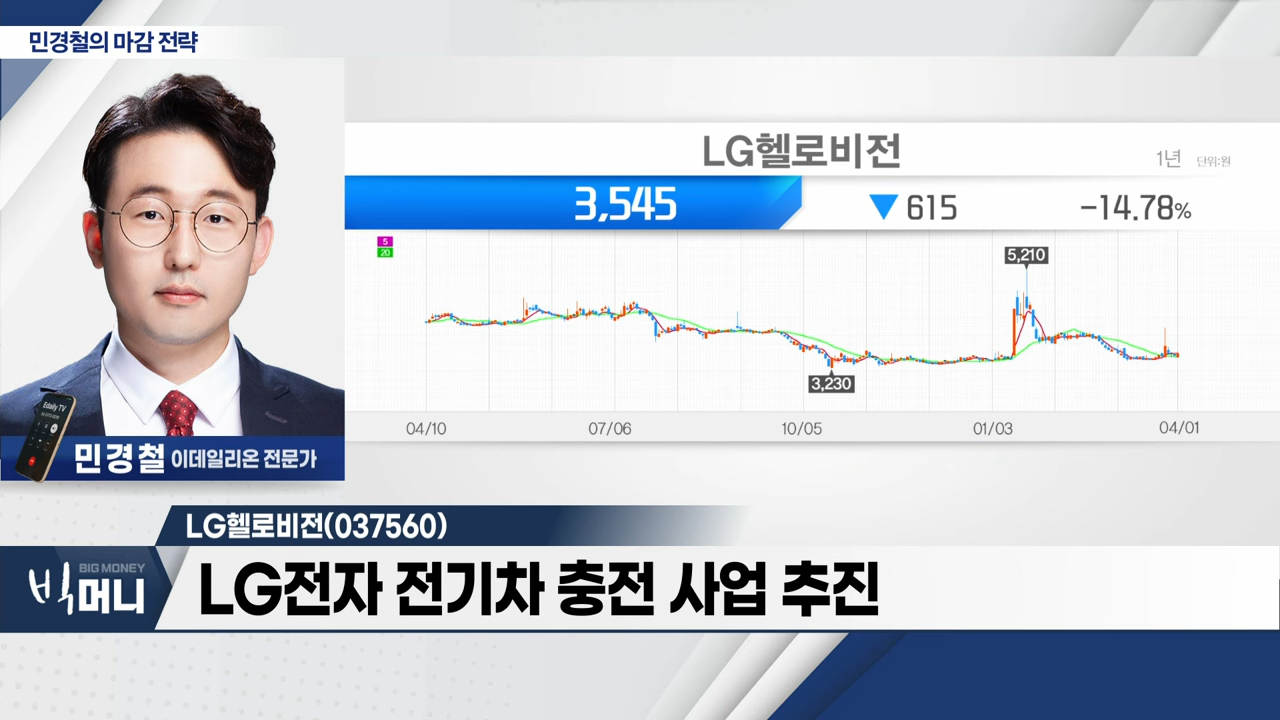 민경철의 마감 전략
LG헬로비전
1년 단위:원
3,545 ▼ 615 -14.78%
5
20
5,210
3,230
04/10 07/06 10/05 01/03 04/01
Edaily TV
민경철 이데일리온 전문가
LG헬로비전(037560)
BIG MONEY
빅머니
LG전자 전기차 충전 사업 추진